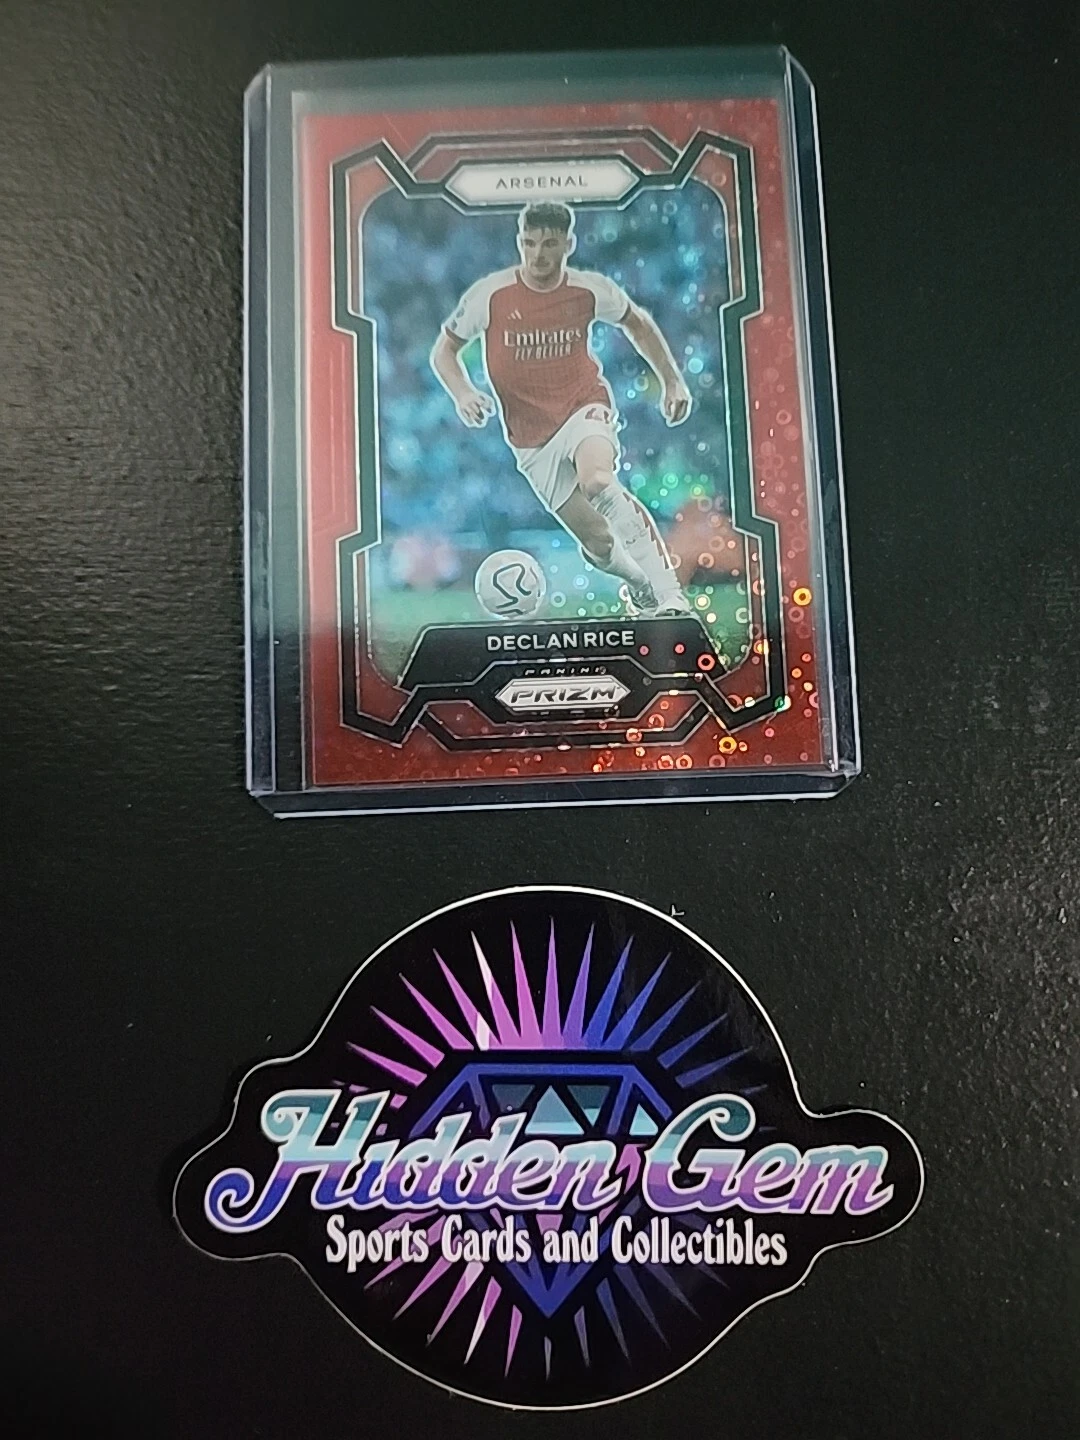 ARSENAL
Emirates
FLY BETTER
DECLAN RICE
PANINI
PRIZM
Hidden Gem
Sports Cards and Collectibles